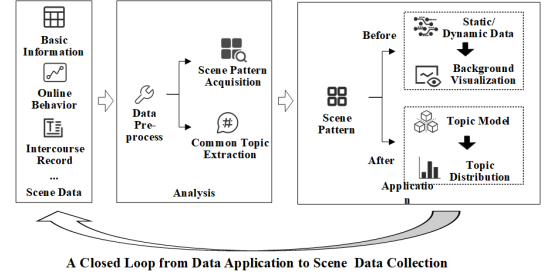 Basic
Information
Online
Behavior
Intercourse
Record
...
Scene Data
Data
Pre-
process
Scene Pattern
Acquisition
#
Common Topic
Extraction
Analysis
Scene
Pattern
Before
After
Static/
Dynamic Data
Background
Visualization
Topic Model
Topic
Distribution
Applicatio
n
A Closed Loop from Data Application to Scene Data Collection